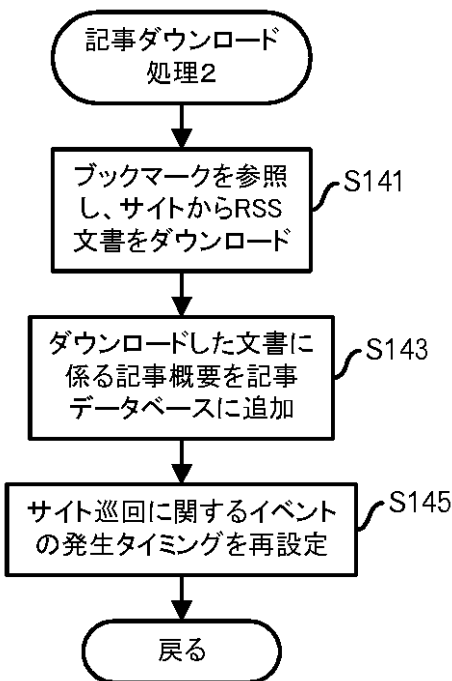 記事ダウンロード
処理2
ブックマークを参照
し、サイトからRSS
文書をダウンロード
S141
ダウンロードした文書に
係る記事概要を記事
データベースに追加
S143
サイト巡回に関するイベント
の発生タイミングを再設定
S145
戻る